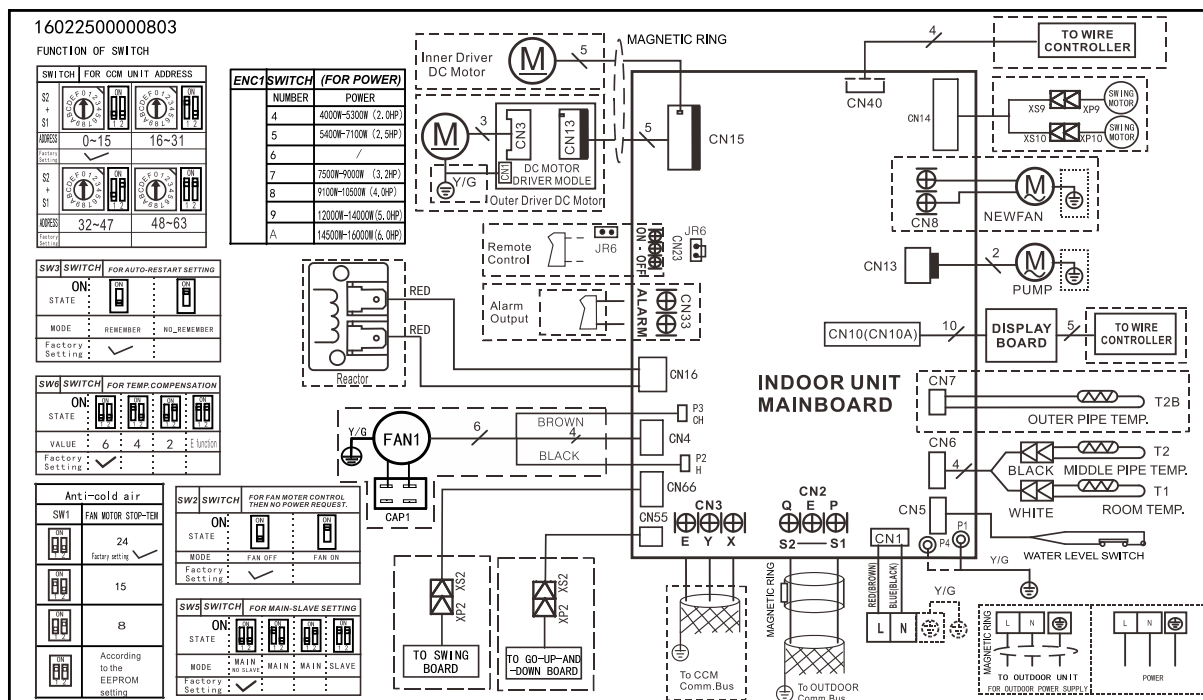 16022500000803
FUNCTION OF SWITCH
SWITCH FOR CCM UNIT ADDRESS
S2
+
S1
ADDRESS 0~15 16~31
Factory
Setting
S2
+
S1
ADDRESS 32~47 48~63
Factory
Setting
ENC1 SWITCH (FOR POWER)
NUMBER POWER
4 4000W-5300W (2.0HP)
5 5400W-7100W (2,5HP)
6 /
7 7500W-9000W (3,2HP)
8 9100W-10500W (4,0HP)
9 12000W-14000W(5.0HP)
A 14500W-16000W(6,0HP)
SW3 SWITCH FOR AUTO-RESTART SETTING
ON
STATE
MODE REMEMBER NO_REMEMBER
Factory
Setting
SW6 SWITCH FOR TEMP.COMPENSATION
ON
STATE
VALUE 6 4 2 E function
Factory
Setting
Anti-cold air
SW1 FAN MOTER STOP-TEM
24
Factory setting
15
8
According
to the
EEPROM
setting
SW2 SWITCH FOR FAN MOTER CONTROL
THEN NO POWER REQUEST.
ON
STATE
MODE FAN OFF FAN ON
Factory
Setting
SW5 SWITCH FOR MAIN-SLAVE SETTING
ON
STATE
MODE MAIN NO SLAVE MAIN MAIN SLAVE
Factory
Setting
Inner Driver
DC Motor
M
5
MAGNETIC RING
M
3
CN3
CN13
CN1
DC MOTOR
DRIVER MODLE
Y/G
Outer Driver DC Motor
5
CN15
Remote
Control
JR6
ON - OFF
CN23
JR6
Alarm
Output
ALARM
CN33
RED
RED
Reactor
CN16
Y/G
FAN1
6
BROWN
4
BLACK
P3
CH
CN4
P2
H
CAP1
CN66
CN55
XP2 XS2
XP2 XS2
TO SWING
BOARD
TO GO-UP-AND
-DOWN BOARD
INDOOR UNIT
MAINBOARD
CN3
E Y X
To CCM
Comm.Bus
CN2
Q E P
S2 S1
MAGNETIC RING
To OUTDOOR
Comm.Bus
CN1
RED(BROWN)
BLUE(BLACK)
L N
Y/G
CN40
4
TO WIRE
CONTROLLER
CN14
XS9 XP9
SWING
MOTOR
XS10 XP10
SWING
MOTOR
CN8
M
NEWFAN
CN13
2
M
PUMP
CN10(CN10A)
10
DISPLAY
BOARD
5
TO WIRE
CONTROLLER
CN7
T2B
OUTER PIPE TEMP.
CN6
4
T2
BLACK MIDDLE PIPE TEMP.
T1
WHITE ROOM TEMP.
CN5
P4
P1
WATER LEVEL SWITCH
Y/G
MAGNETIC RING
L N
TO OUTDOOR UNIT
FOR OUTDOOR POWER SUPPLY
L N
POWER